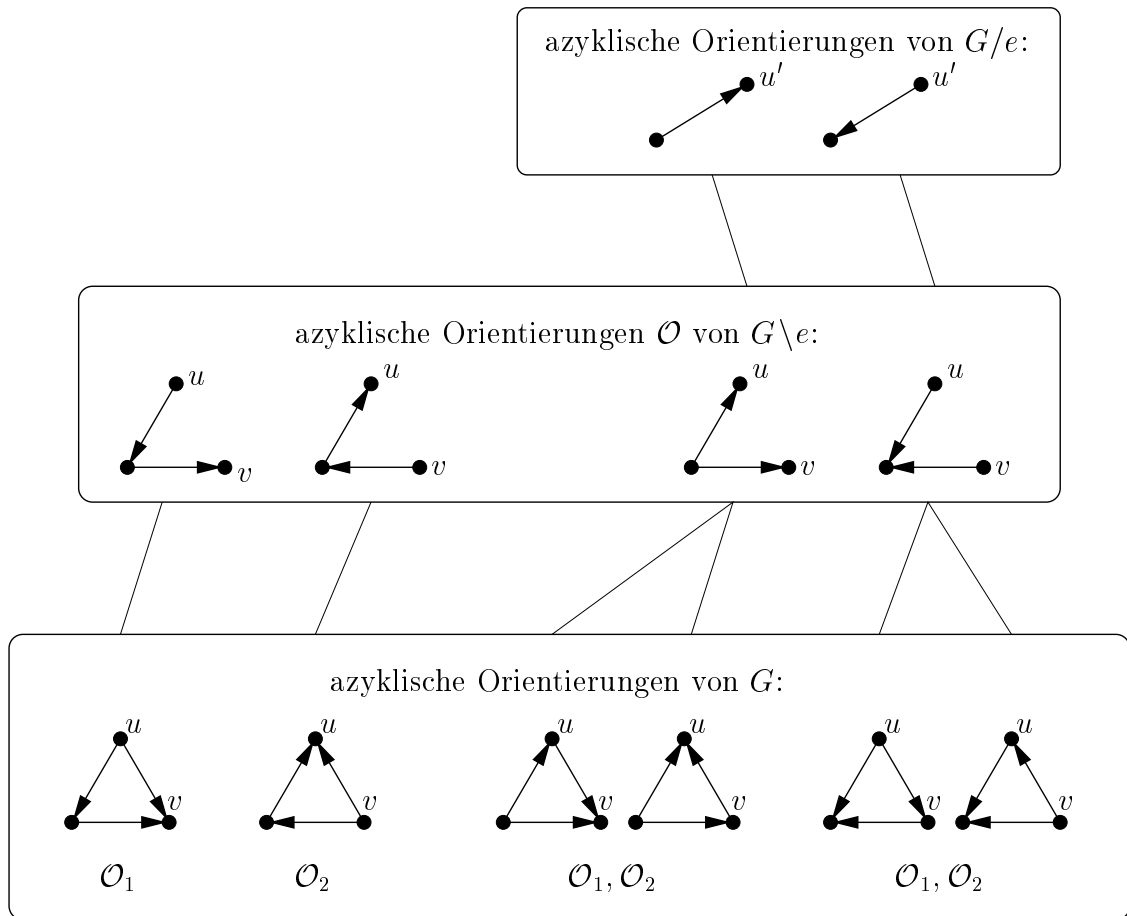 azyklische Orientierungen von G/e:
u′ u′
azyklische Orientierungen 𝒪 von G\e:
u u u u
v v v v
azyklische Orientierungen von G:
u u u u u u
v v v v v v
𝒪₁ 𝒪₂ 𝒪₁, 𝒪₂ 𝒪₁, 𝒪₂